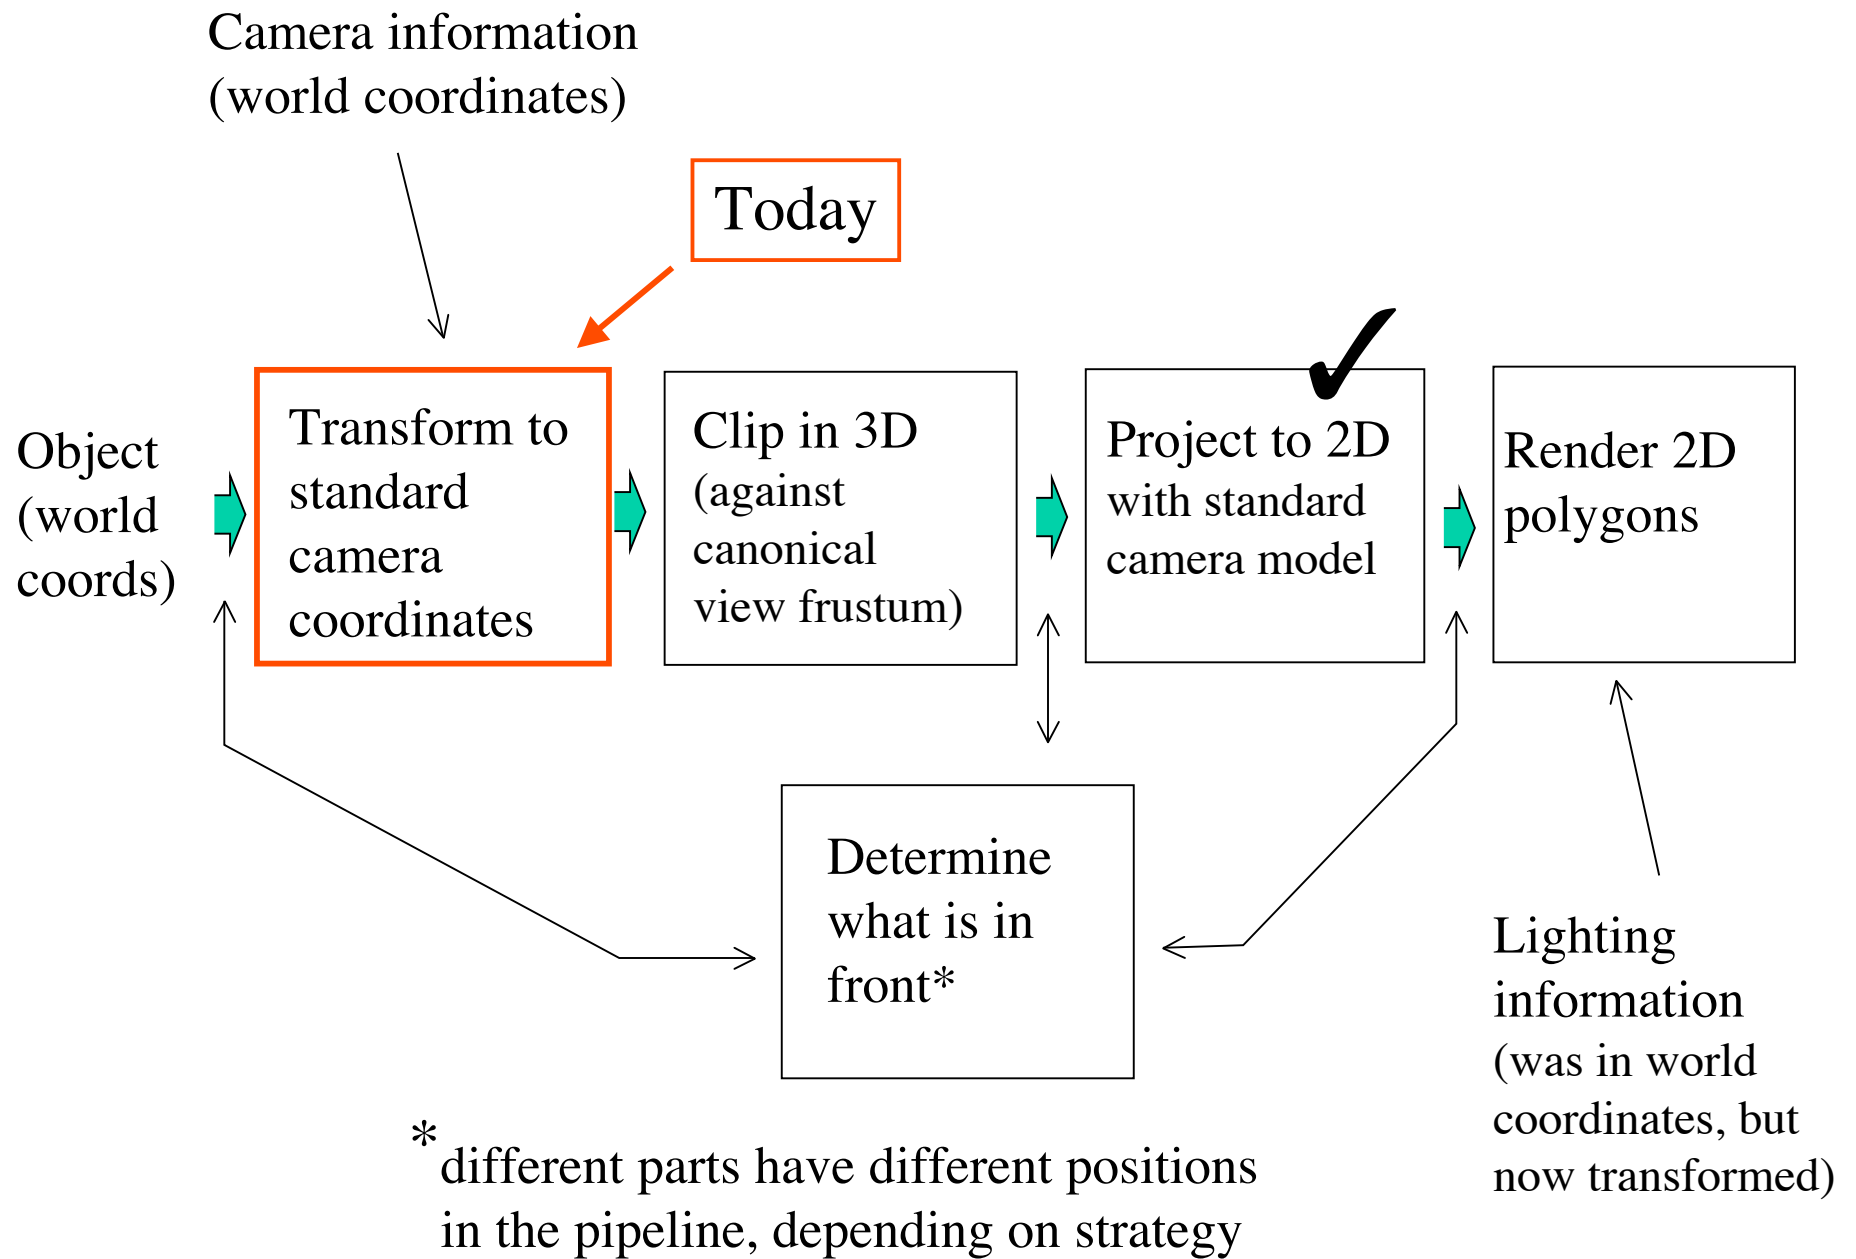 Camera information
(world coordinates)
Today
Object
(world
coords)
Transform to
standard
camera
coordinates
Clip in 3D
(against
canonical
view frustum)
Project to 2D
with standard
camera model
Render 2D
polygons
Determine
what is in
front*
Lighting
information
(was in world
coordinates, but
now transformed)
* different parts have different positions
in the pipeline, depending on strategy